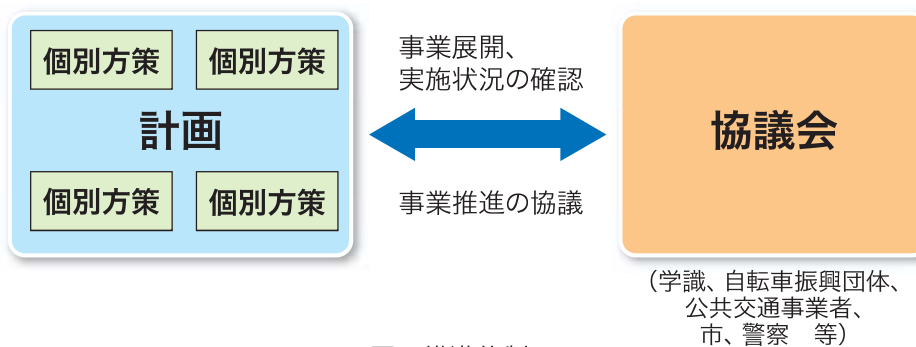 個別方策 個別方策
計画
個別方策 個別方策
事業展開、
実施状況の確認
事業推進の協議
協議会
(学識、自転車振興団体、
公共交通事業者、
市、警察　等)